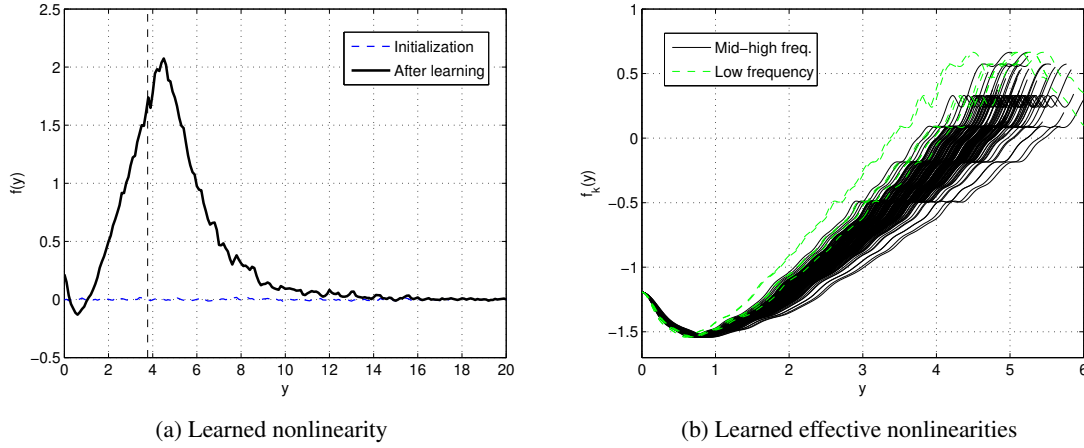 2.5
2
1.5
1
0.5
0
−0.5
f(y)
0 2 4 6 8 10 12 14 16 18 20
y
Initialization
After learning
(a) Learned nonlinearity
0.5
0
−0.5
−1
−1.5
f_k(y)
0 1 2 3 4 5 6
y
Mid−high freq.
Low frequency
(b) Learned effective nonlinearities